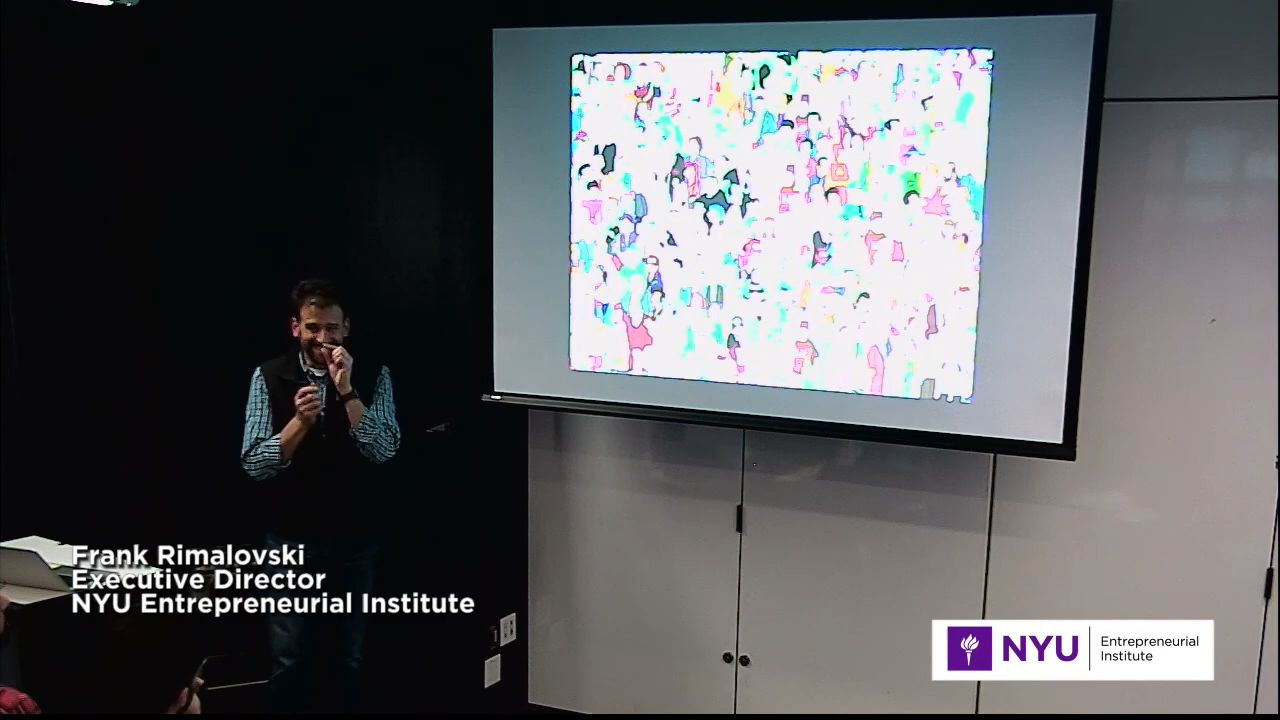 Frank Rimalovski
Executive Director
NYU Entrepreneurial Institute
NYU
Entrepreneurial
Institute